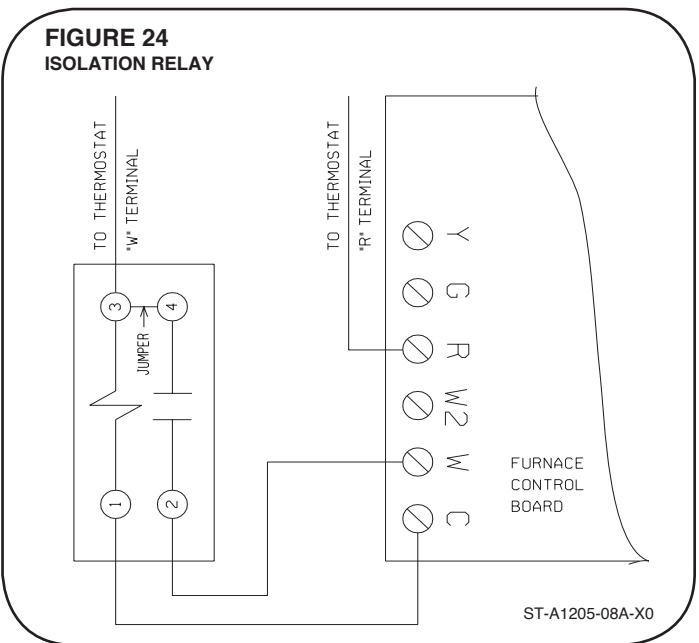 FIGURE 24
ISOLATION RELAY
TO THERMOSTAT
"W" TERMINAL
TO THERMOSTAT
"R" TERMINAL
3
4
JUMPER
1
2
Y
G
R
W2
W
C
FURNACE
CONTROL
BOARD
ST-A1205-08A-X0